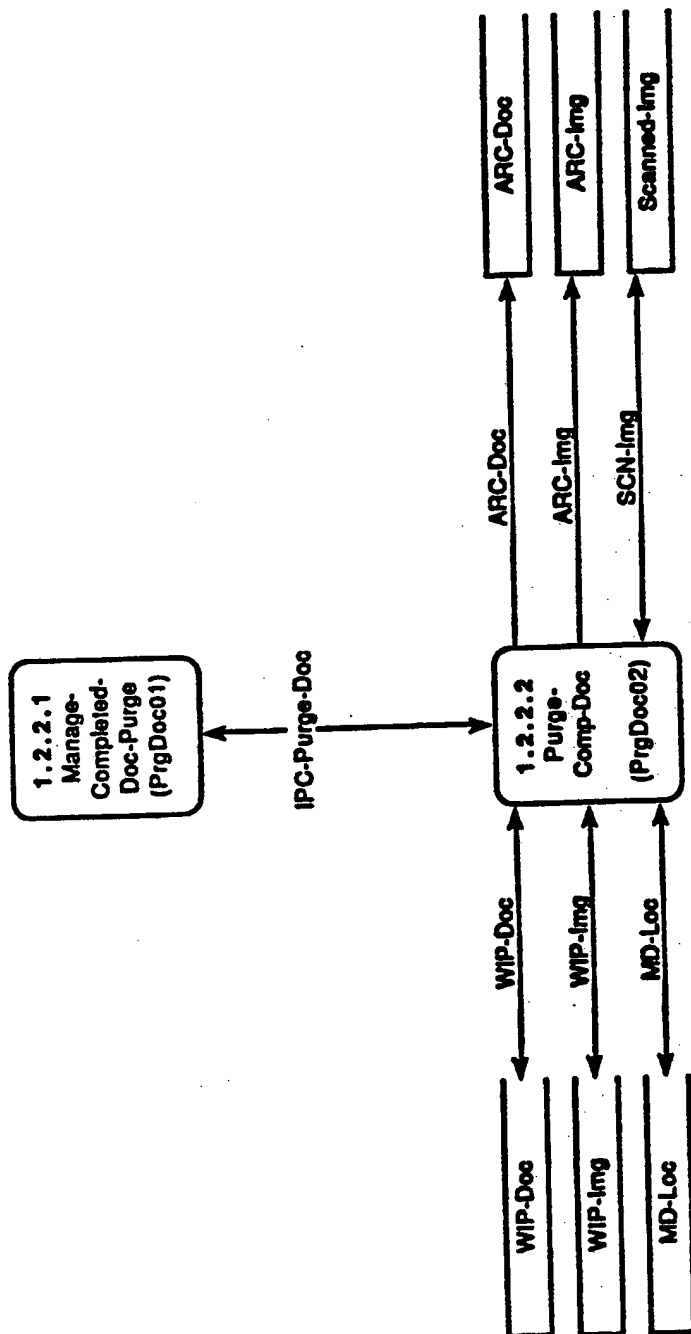 1.2.2.1
Manage-
Completed-
Doc-Purge
(PrgDoc01)
IPC-Purge-Doc
WIP-Doc
WIP-Doc
1.2.2.2
Purge-
Comp-Doc
(PrgDoc02)
ARC-Doc
ARC-Doc
WIP-Img
WIP-Img
ARC-Img
ARC-Img
MD-Loc
MD-Loc
SCN-Img
Scanned-Img